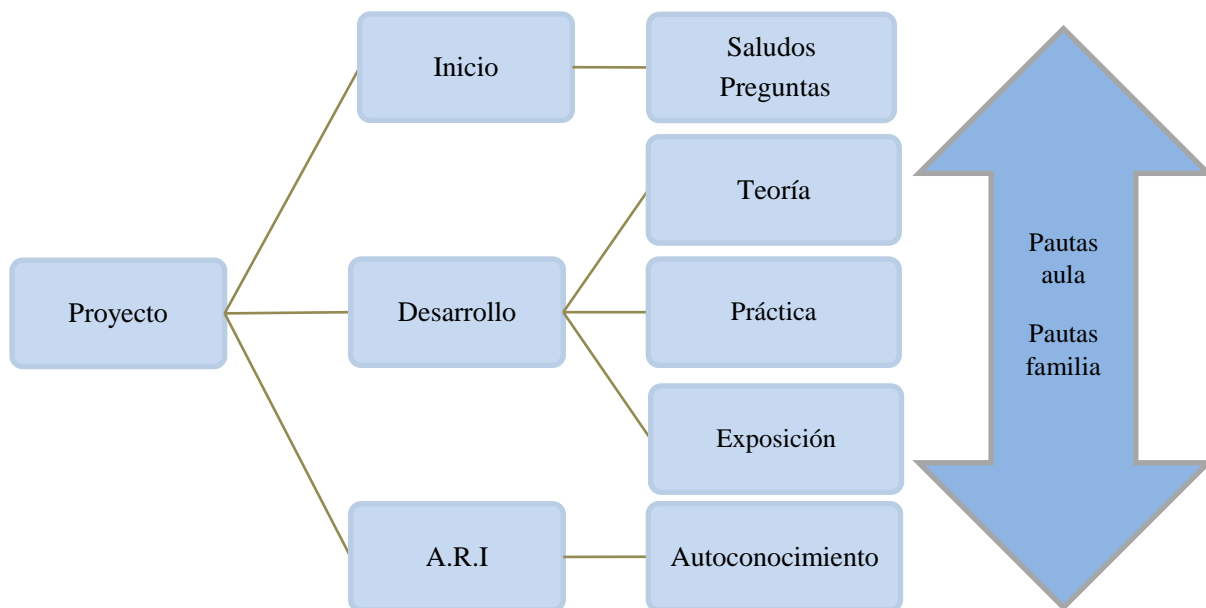 Inicio
Saludos
Preguntas
Teoría
Proyecto
Desarrollo
Práctica
Exposición
A.R.I
Autoconocimiento
Pautas
aula
Pautas
familia